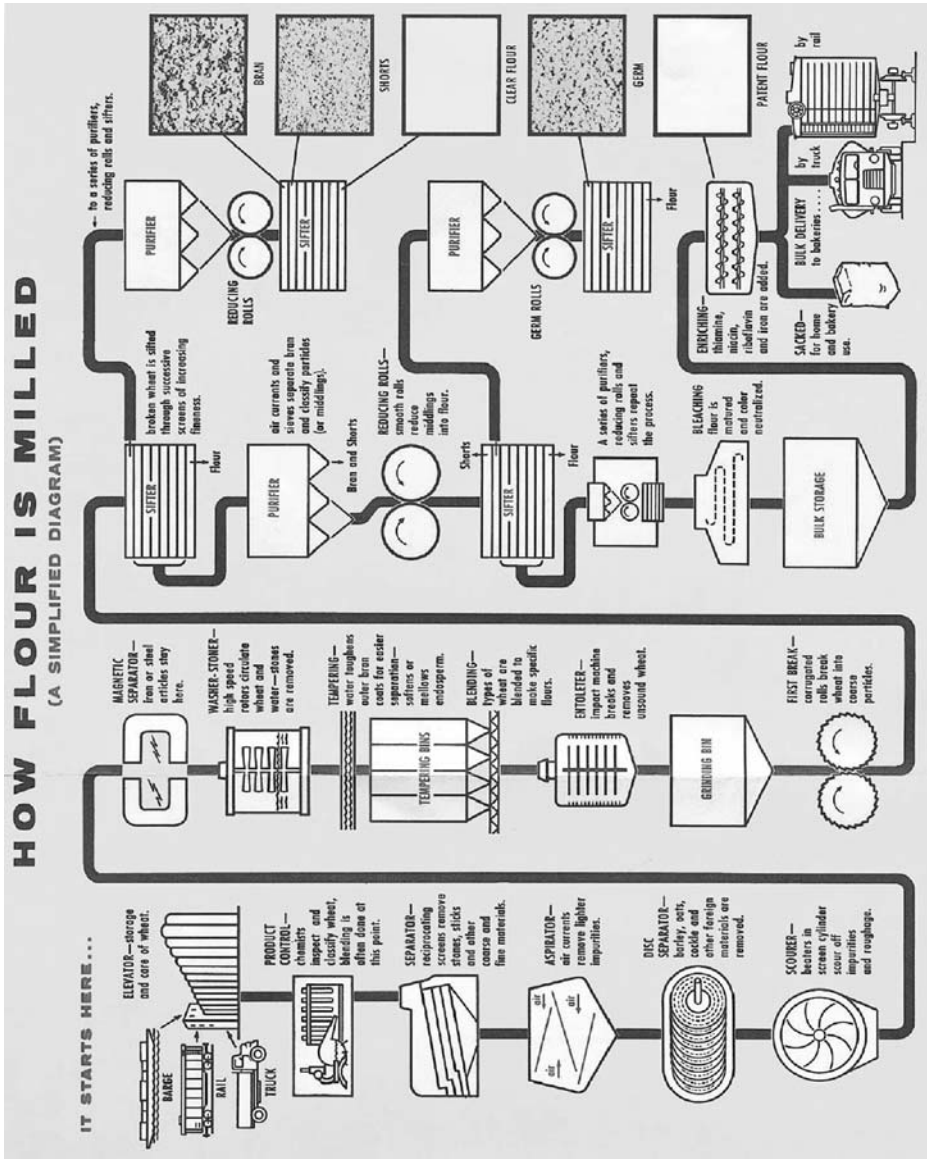 HOW FLOUR IS MILLED
(A SIMPLIFIED DIAGRAM)
IT STARTS HERE...
BARGE
RAIL
TRUCK
ELEVATOR—storage
and care of wheat.
PRODUCT
CONTROL—
chemists
inspect and
classify wheat,
blending is
often done at
this point.
SEPARATOR—
reciprocating
screens remove
stones, sticks
and other
coarse and
fine materials.
ASPIRATOR—
air currents
remove lighter
impurities.
air
air
air
DISC
SEPARATOR—
barley, oats,
cockle and
other foreign
materials are
removed.
SCOURER—
beaters in
screen cylinder
scour off
impurities
and roughage.
MAGNETIC
SEPARATOR—
iron or steel
articles stay
here.
WASHER-STONER—
high speed
rotors circulate
wheat and
water—stones
are removed.
TEMPERING—
water toughens
outer bran
coats for easier
separation—
softens or
mellows
endosperm.
TEMPERING BINS
BLENDING—
types of
wheat are
blended to
make specific
flours.
ENTOLETER—
impact machine
breaks and
removes
unsound wheat.
GRINDING BIN
FIRST BREAK—
corrugated
rolls break
wheat into
coarse
particles.
SIFTER
broken wheat is sifted
through successive
screens of increasing
fineness.
Flour
PURIFIER
air currents and
sieves separate bran
and classify particles
(or middlings).
Bran and Shorts
REDUCING ROLLS—
smooth rolls
reduce
middlings
into flour.
SIFTER
Shorts
Flour
A series of purifiers,
reducing rolls and
sifters repeat
the process.
BLEACHING—
flour is
matured
and color
neutralized.
BULK STORAGE
to a series of purifiers,
reducing rolls and sifters.
PURIFIER
REDUCING
ROLLS
SIFTER
BRAN
SHORTS
CLEAR FLOUR
PURIFIER
GERM ROLLS
SIFTER
Flour
GERM
PATENT FLOUR
ENRICHING—
thiamine,
niacin,
riboflavin
and iron are added.
SACKED—
for home
and bakery
use.
BULK DELIVERY
to bakeries....
by truck
by
rail